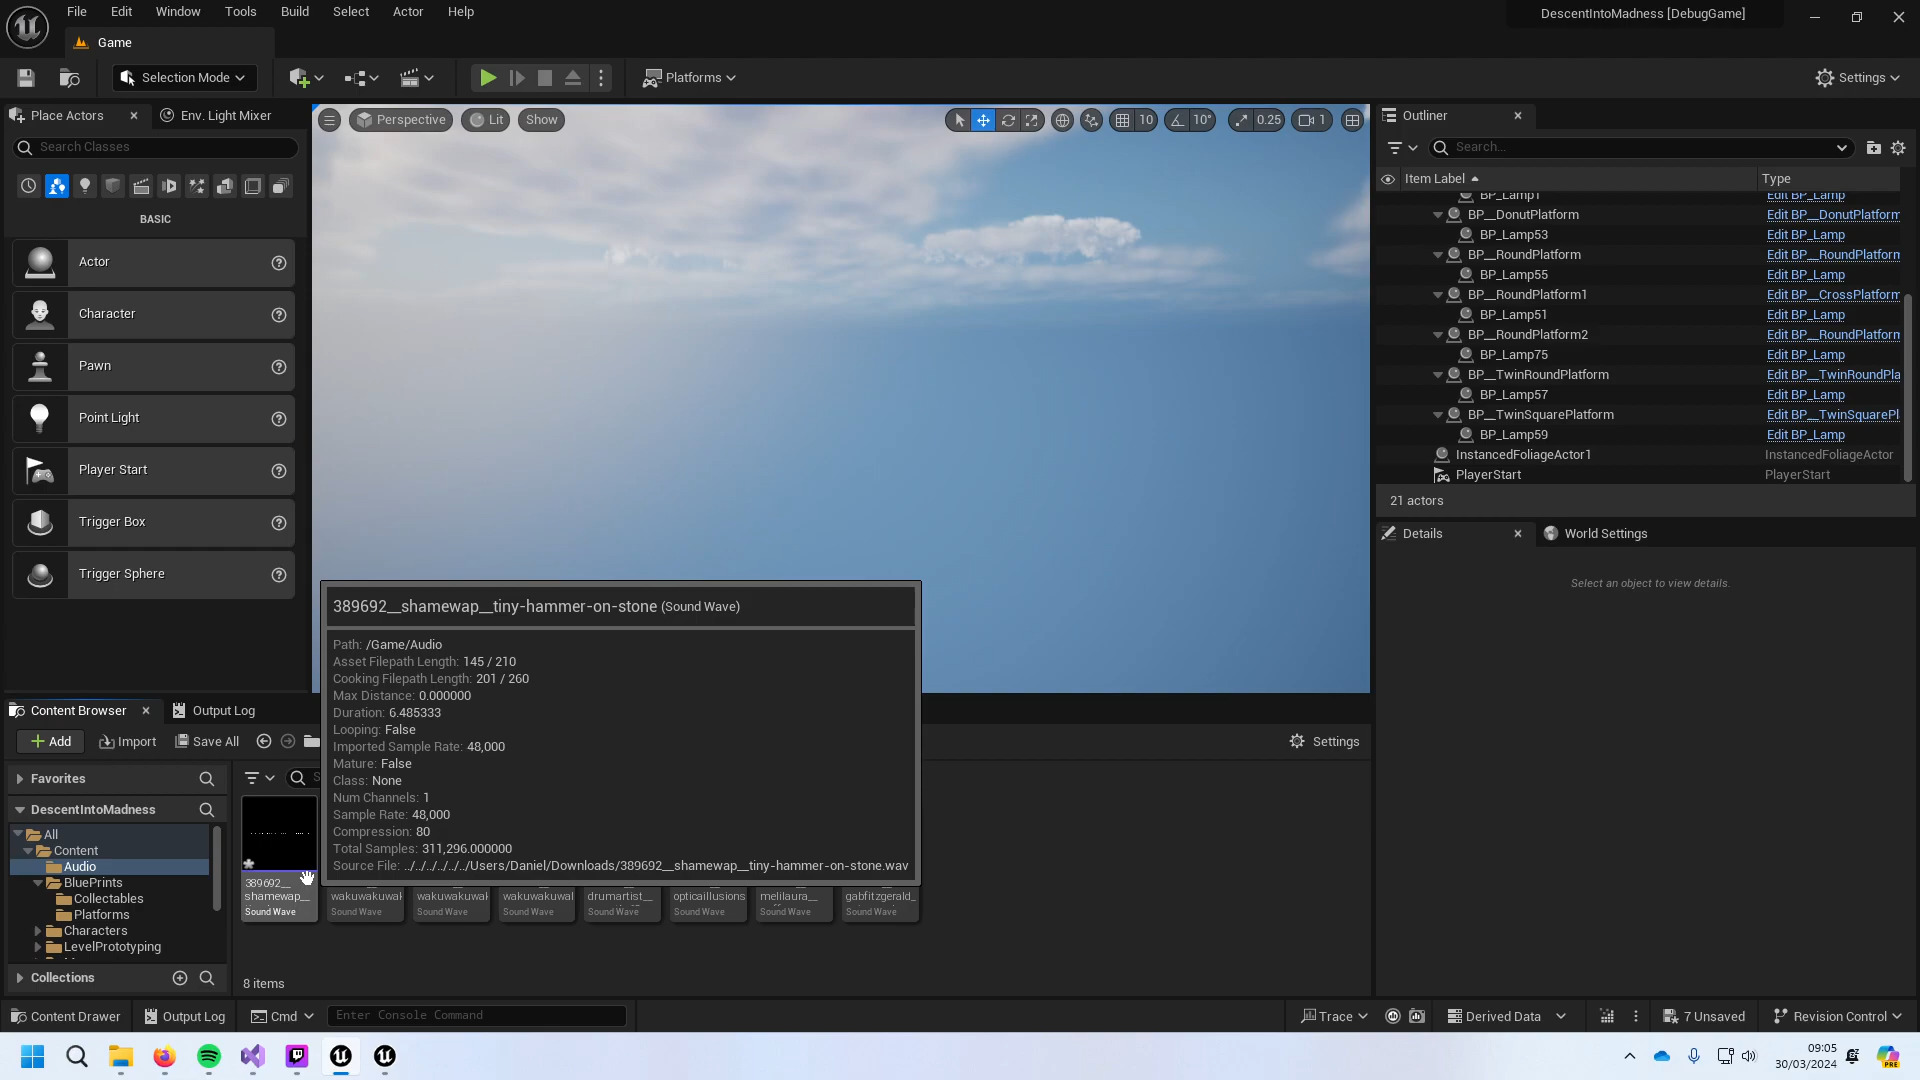 File Edit Window Tools Build Select Actor Help
DescentIntoMadness [DebugGame]
Game
Selection Mode
Platforms
Settings
Place Actors
Env. Light Mixer
Search Classes
BASIC
Actor
Character
Pawn
Point Light
Player Start
Trigger Box
Trigger Sphere
Perspective
Lit
Show
10
10°
0.25
1
Outliner
Search...
Item Label
Type
BP_Lamp1 Edit BP_Lamp
BP__DonutPlatform Edit BP__DonutPlatform
BP_Lamp53 Edit BP_Lamp
BP__RoundPlatform Edit BP__RoundPlatform
BP_Lamp55 Edit BP_Lamp
BP__RoundPlatform1 Edit BP__CrossPlatform
BP_Lamp51 Edit BP_Lamp
BP__RoundPlatform2 Edit BP__RoundPlatform
BP_Lamp75 Edit BP_Lamp
BP__TwinRoundPlatform Edit BP__TwinRoundPla
BP_Lamp57 Edit BP_Lamp
BP__TwinSquarePlatform Edit BP__TwinSquarePl
BP_Lamp59 Edit BP_Lamp
InstancedFoliageActor1 InstancedFoliageActor
PlayerStart PlayerStart
21 actors
Details
World Settings
Select an object to view details.
389692__shamewap__tiny-hammer-on-stone (Sound Wave)
Path: /Game/Audio
Asset Filepath Length: 145 / 210
Cooking Filepath Length: 201 / 260
Max Distance: 0.000000
Duration: 6.485333
Looping: False
Imported Sample Rate: 48,000
Mature: False
Class: None
Num Channels: 1
Sample Rate: 48,000
Compression: 80
Total Samples: 311,296.000000
Source File: ../../../../../../Users/Daniel/Downloads/389692__shamewap__tiny-hammer-on-stone.wav
Content Browser
Output Log
Add
Import
Save All
Settings
Favorites
DescentIntoMadness
All
Content
Audio
BluePrints
Collectables
Platforms
Characters
LevelPrototyping
Collections
389692__
shamewap__
Sound Wave
wakuwakuwal
Sound Wave
wakuwakuwal
Sound Wave
wakuwakuwal
Sound Wave
drumartist__
Sound Wave
opticaillusions
Sound Wave
melilaura__
Sound Wave
gabfitzgerald_
Sound Wave
8 items
Content Drawer
Output Log
Cmd
Enter Console Command
Trace
Derived Data
7 Unsaved
Revision Control
09:05
30/03/2024
PRE